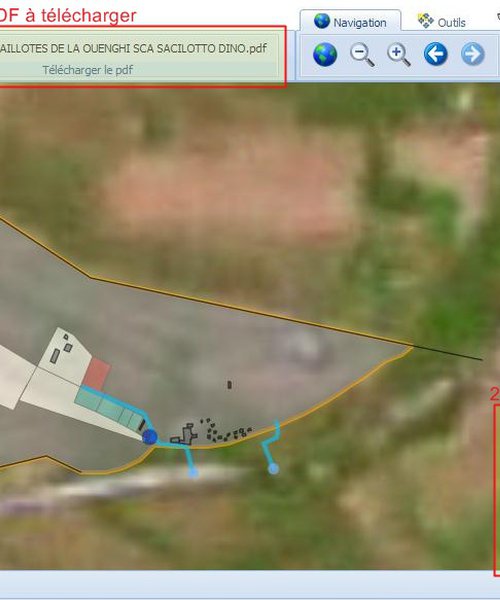 DF à télécharger
AILLOTES DE LA OUENGHI SCA SACILOTTO DINO.pdf
Télécharger le pdf
Navigation
Outils
2